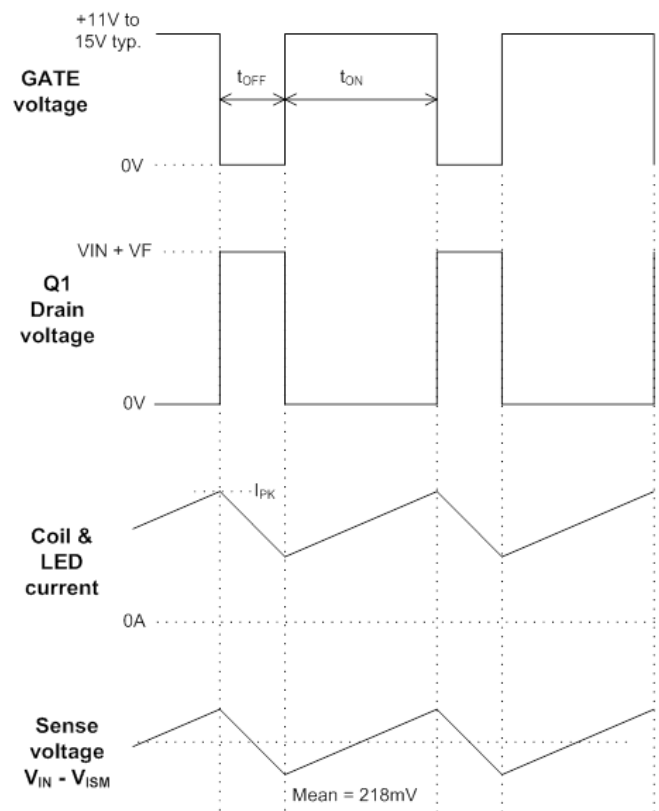 +11V to
15V typ.
GATE
voltage
tOFF
tON
0V
VIN + VF
Q1
Drain
voltage
0V
IPK
Coil &
LED
current
0A
Sense
voltage
VIN - VISM
Mean = 218mV